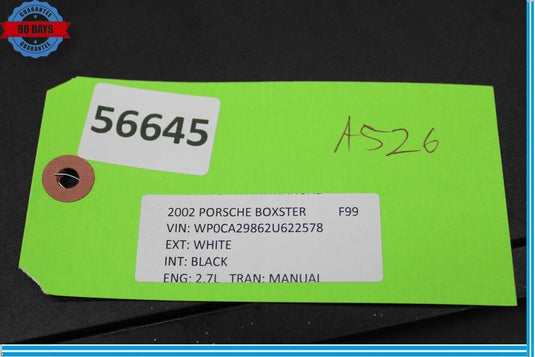 GUARANTEE
90 DAYS
GUARANTEE
56645
A526
2002 PORSCHE BOXSTER F99
VIN: WP0CA29862U622578
EXT: WHITE
INT: BLACK
ENG: 2.7L TRAN: MANUAL